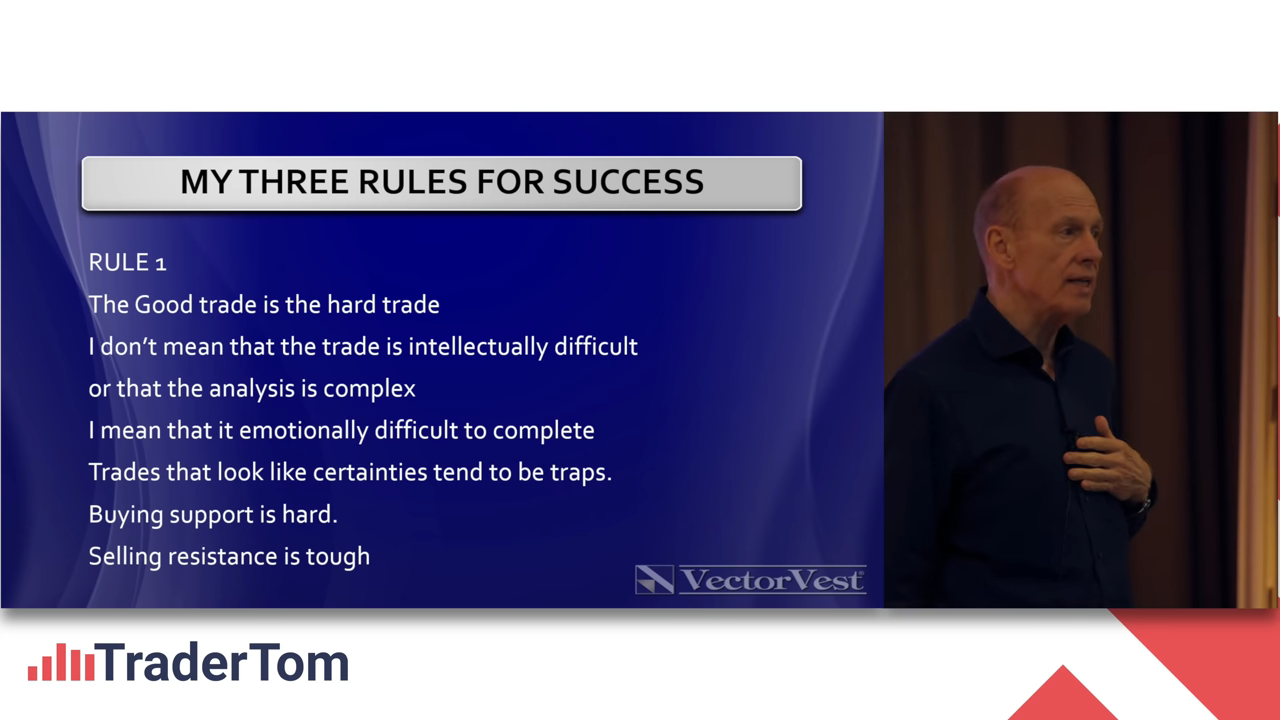 MY THREE RULES FOR SUCCESS
RULE 1
The Good trade is the hard trade
I don't mean that the trade is intellectually difficult
or that the analysis is complex
I mean that it emotionally difficult to complete
Trades that look like certainties tend to be traps.
Buying support is hard.
Selling resistance is tough
VectorVest®
TraderTom